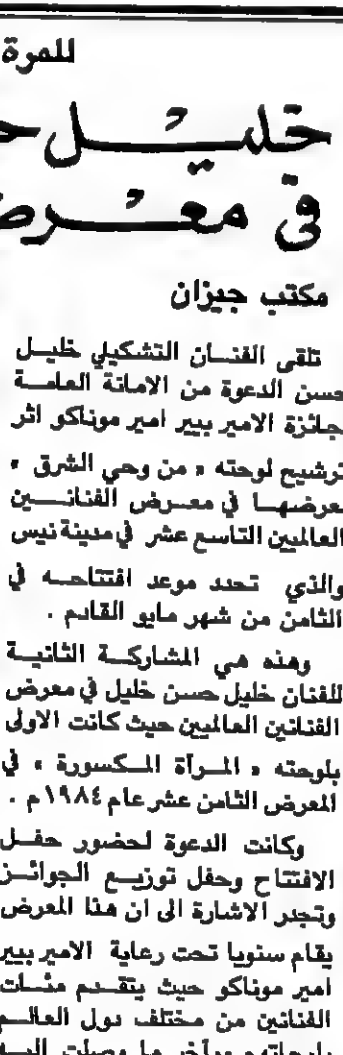 للمرة
خليل ح
في معرض
مكتب جيزان
تلقى الفنان التشكيلي خليل
حسن الدعوة من الامانة العامة
جائزة الامير بيير امير موناكو اثر
ترشيح لوحته « من وحي الشرق »
عرضها في معرض الفنانين
العالميين التاسع عشر في مدينة نيس
والذي تحدد موعد افتتاحه في
الثامن من شهر مايو القادم .
وهذه هي المشاركة الثانية
للفنان خليل حسن خليل في معرض
الفنانين العالميين حيث كانت الاولى
بلوحته « المرآة المكسورة » في
المعرض الثامن عشر عام ١٩٨٤م .
وكانت الدعوة لحضور حفل
الافتتاح وحفل توزيع الجوائز
وتجدر الاشارة الى ان هذا المعرض
يقام سنويا تحت رعاية الامير بيير
امير موناكو حيث يتقدم مئات
الفنانين من مختلف دول العالم